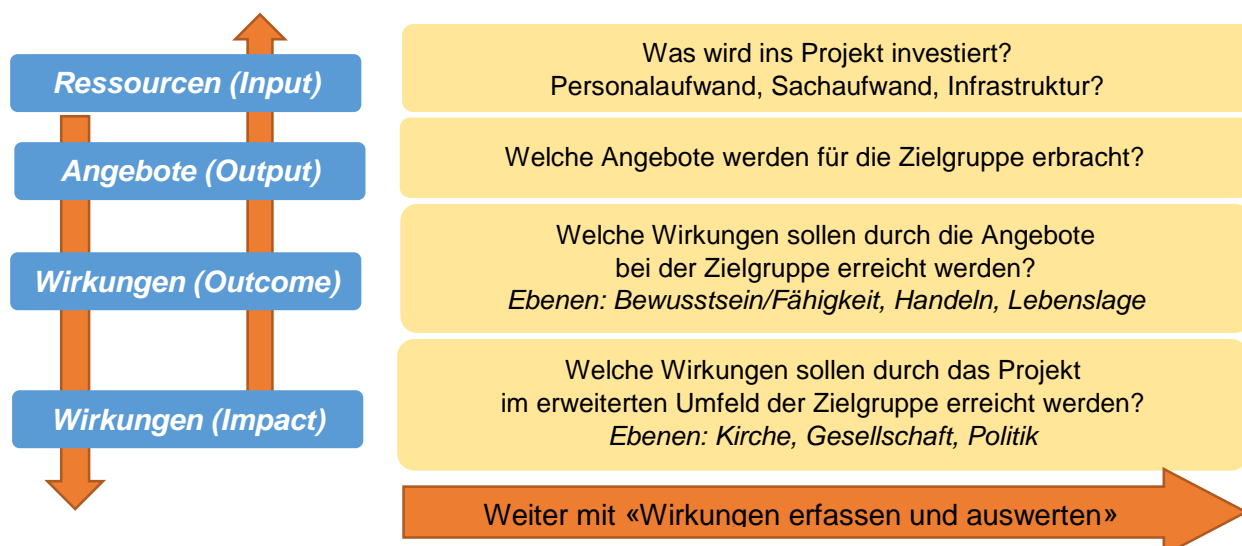 Ressourcen (Input)
Was wird ins Projekt investiert?
Personalaufwand, Sachaufwand, Infrastruktur?
Angebote (Output)
Welche Angebote werden für die Zielgruppe erbracht?
Wirkungen (Outcome)
Welche Wirkungen sollen durch die Angebote
bei der Zielgruppe erreicht werden?
Ebenen: Bewusstsein/Fähigkeit, Handeln, Lebenslage
Wirkungen (Impact)
Welche Wirkungen sollen durch das Projekt
im erweiterten Umfeld der Zielgruppe erreicht werden?
Ebenen: Kirche, Gesellschaft, Politik
Weiter mit «Wirkungen erfassen und auswerten»